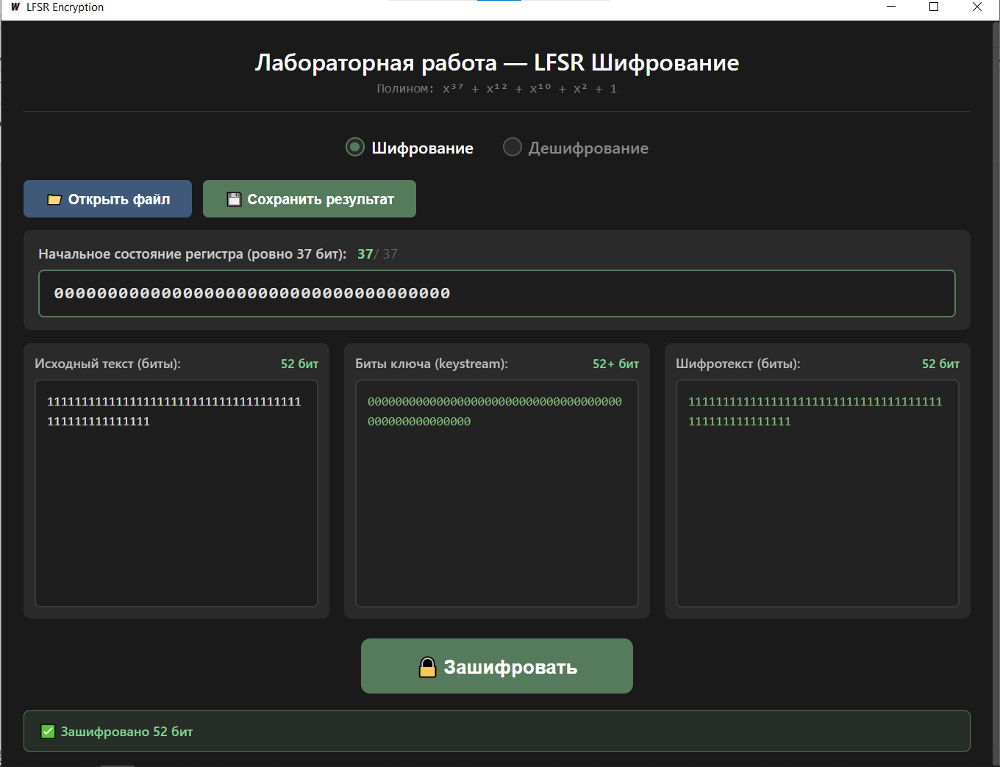 W LFSR Encryption
Лабораторная работа — LFSR Шифрование
Полином: x³⁷ + x¹² + x¹⁰ + x² + 1
Шифрование Дешифрование
Открыть файл Сохранить результат
Начальное состояние регистра (ровно 37 бит): 37/ 37
0000000000000000000000000000000000000
Исходный текст (биты): 52 бит
1111111111111111111111111111111111111
111111111111111
Биты ключа (keystream): 52+ бит
0000000000000000000000000000000000000
000000000000000
Шифротекст (биты): 52 бит
1111111111111111111111111111111111111
111111111111111
Зашифровать
Зашифровано 52 бит